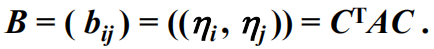 B = ( bᵢⱼ ) = ((ηᵢ, ηⱼ)) = CᵀAC .